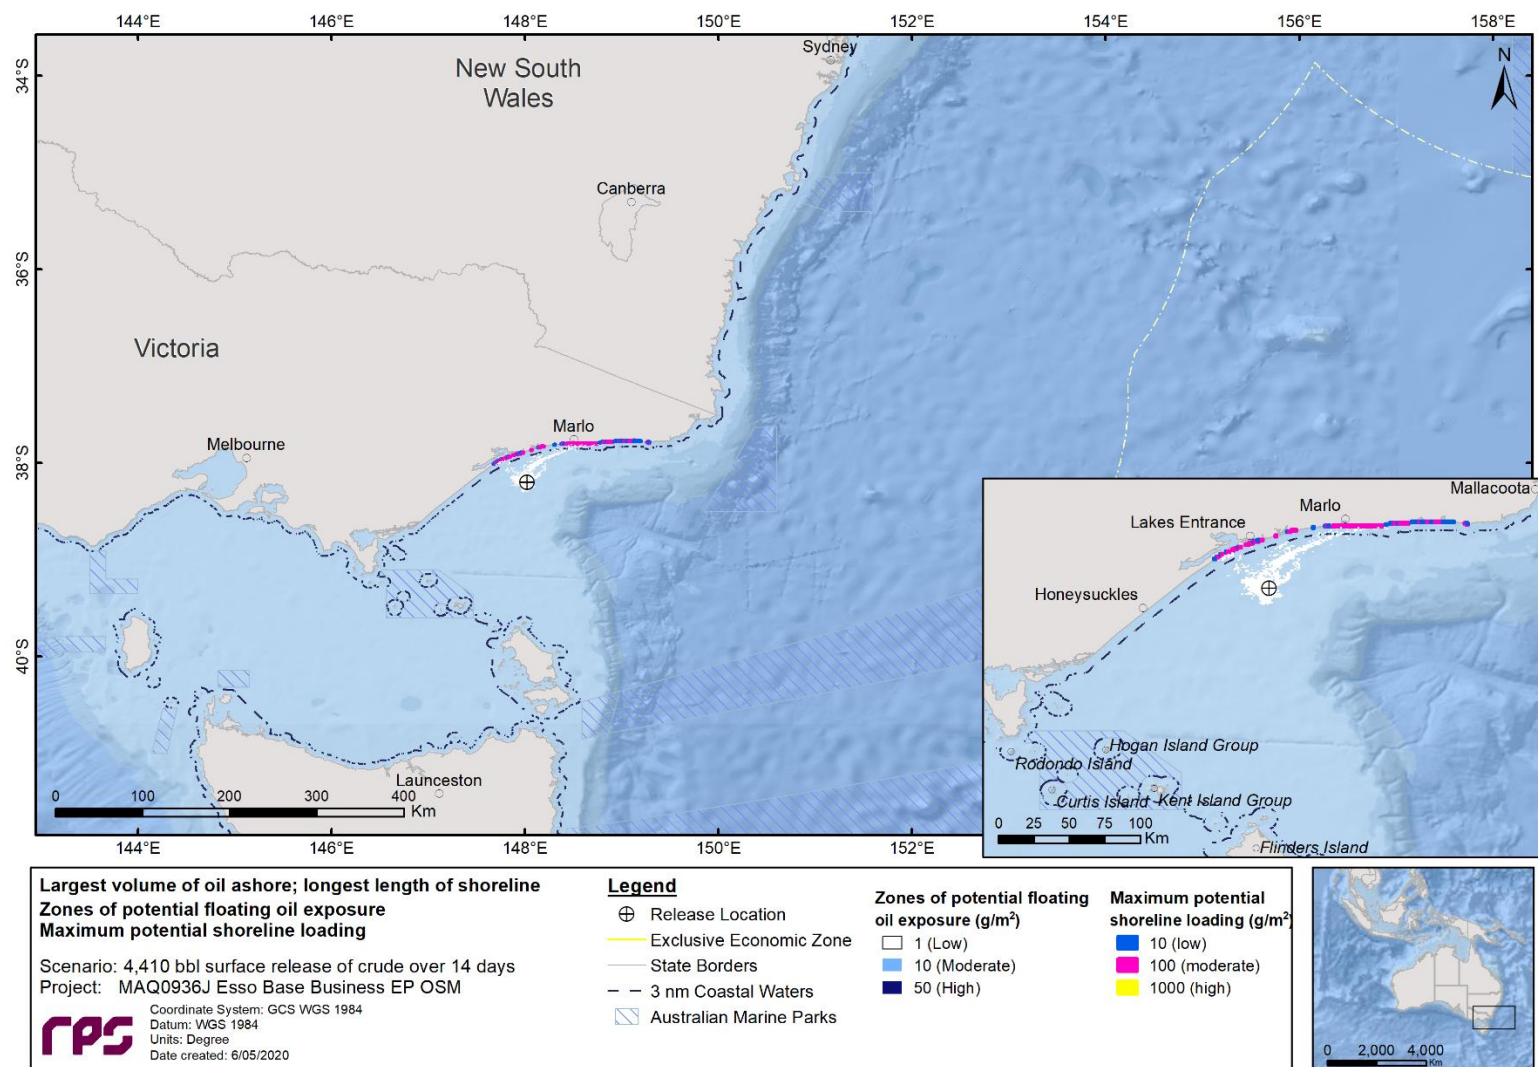 144°E 146°E 148°E 150°E 152°E 154°E 156°E 158°E
Sydney
N
34°S
New South
Wales
Canberra
36°S
Victoria
Marlo
Melbourne
38°S
Mallacoota
Marlo
Lakes Entrance
Honeysuckles
40°S
Hogan Island Group
Rodondo Island
Curtis Island
Kent Island Group
Flinders Island
0 25 50 75 100
Km
Launceston
0 100 200 300 400
Km
144°E 146°E 148°E 150°E 152°E
Largest volume of oil ashore; longest length of shoreline
Zones of potential floating oil exposure
Maximum potential shoreline loading
Scenario: 4,410 bbl surface release of crude over 14 days
Project: MAQ0936J Esso Base Business EP OSM
rps
Coordinate System: GCS WGS 1984
Datum: WGS 1984
Units: Degree
Date created: 6/05/2020
Legend
Release Location
Exclusive Economic Zone
State Borders
3 nm Coastal Waters
Australian Marine Parks
Zones of potential floating
oil exposure (g/m²)
1 (Low)
10 (Moderate)
50 (High)
Maximum potential
shoreline loading (g/m²)
10 (low)
100 (moderate)
1000 (high)
0 2,000 4,000
Km